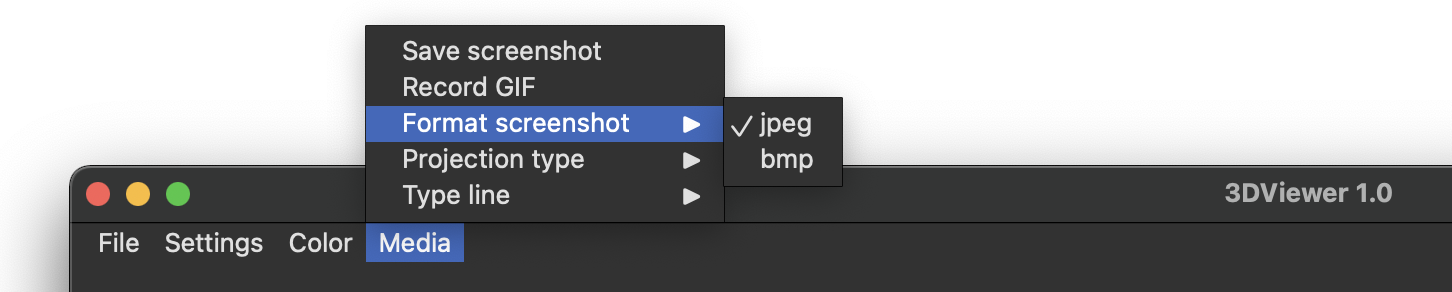 Save screenshot
Record GIF
Format screenshot
jpeg
bmp
Projection type
Type line
3DViewer 1.0
File Settings Color Media